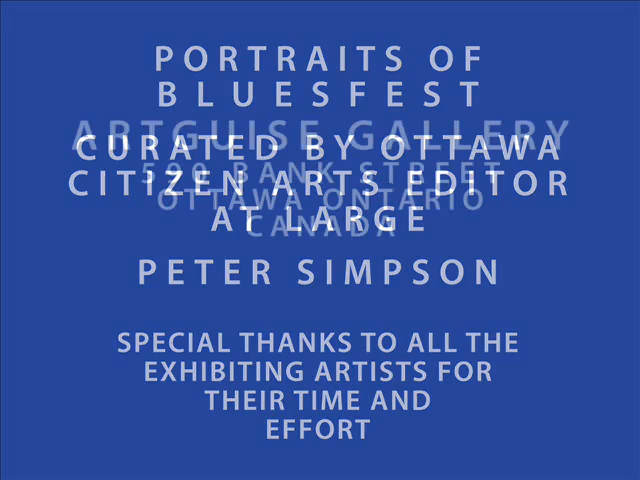 PORTRAITS OF
BLUESFEST
ARTGUISE GALLERY
CURATED BY OTTAWA
590 BANK STREET
CITIZEN ARTS EDITOR
OTTAWA ONTARIO
AT LARGE
CANADA
PETER SIMPSON
SPECIAL THANKS TO ALL THE
EXHIBITING ARTISTS FOR
THEIR TIME AND
EFFORT